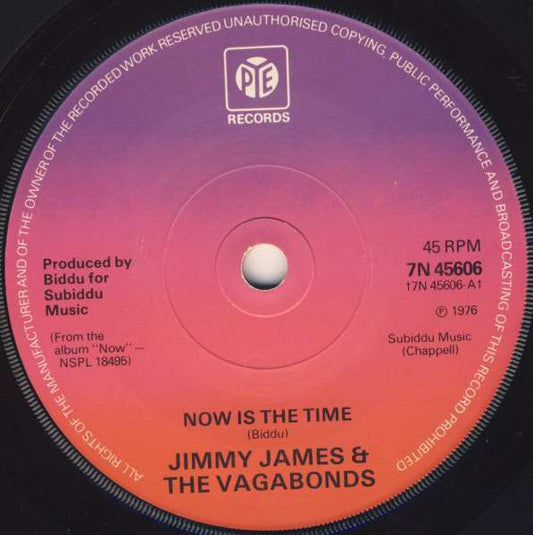 ALL RIGHTS OF THE MANUFACTURER AND OF THE OWNER OF THE RECORDED WORK RESERVED UNAUTHORISED COPYING, PUBLIC PERFORMANCE AND BROADCASTING OF THIS RECORD PROHIBITED
PYE
RECORDS
Produced by
Biddu for
Subiddu
Music
(From the
album "Now"—
NSPL 18495)
45 RPM
7N 45606
†7N 45606-A†
℗ 1976
Subiddu Music
(Chappell)
NOW IS THE TIME
(Biddu)
JIMMY JAMES &
THE VAGABONDS